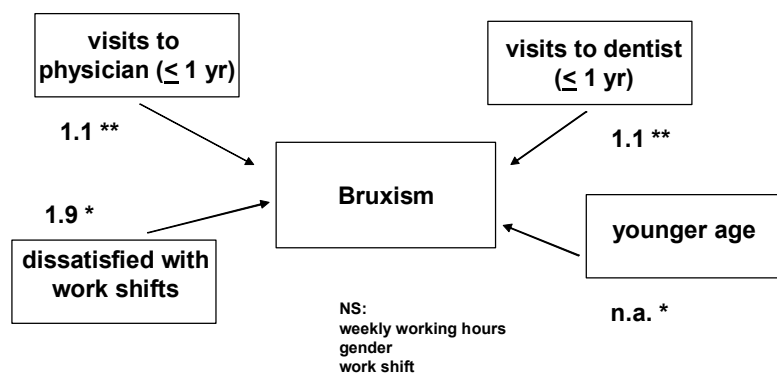 visits to
physician (≤ 1 yr)
visits to dentist
(≤ 1 yr)
1.1 **
1.1 **
Bruxism
1.9 *
younger age
dissatisfied with
work shifts
n.a. *
NS:
weekly working hours
gender
work shift